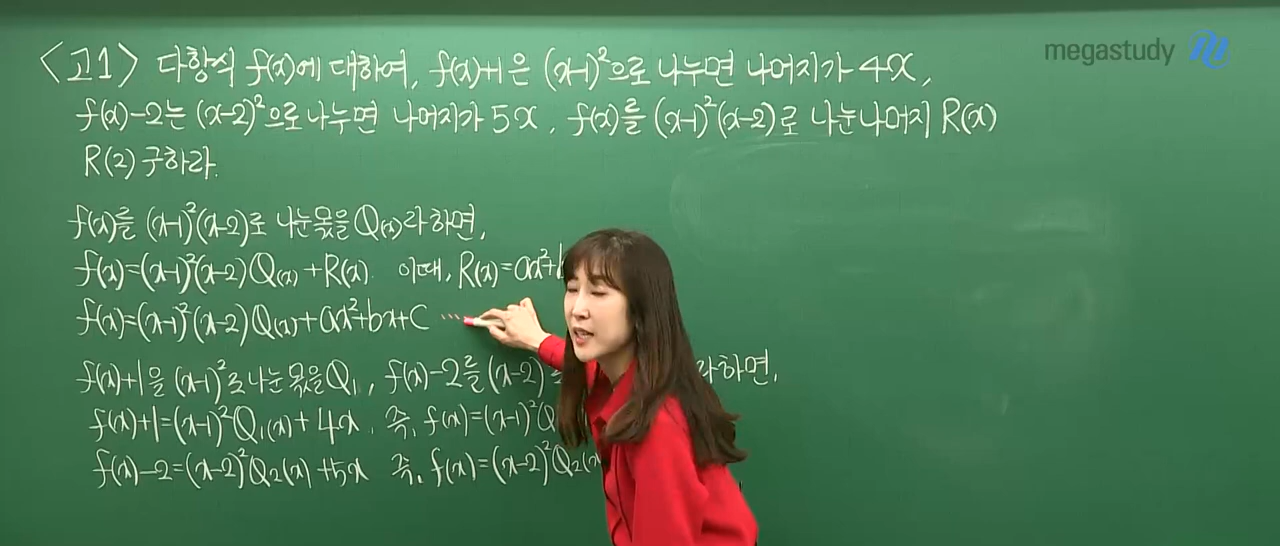 <고1> 다항식 f(x)에 대하여, f(x)+1은 (x-1)²으로 나누면 나머지가 4x,
megastudy
f(x)-2는 (x-2)²으로 나누면 나머지가 5x, f(x)를 (x-1)²(x-2)로 나눈 나머지 R(x)
R(2) 구하라.
f(x)를 (x-1)²(x-2)로 나눈 몫을 Q(x)라 하면,
f(x)=(x-1)²(x-2)Q(x)+R(x). 이때, R(x)=ax²+b
f(x)=(x-1)²(x-2)Q(x)+ax²+bx+c ....
f(x)+1을 (x-1)²로 나눈 몫을 Q₁, f(x)-2를 (x-2)² 라 하면,
f(x)+1=(x-1)²Q₁(x)+4x. 즉, f(x)=(x-1)²Q
f(x)-2=(x-2)²Q₂(x)+5x 즉, f(x)=(x-2)²Q₂(x